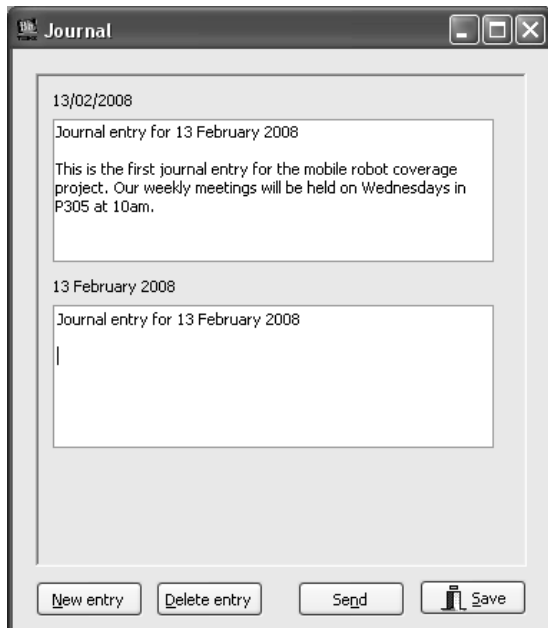 Journal
13/02/2008
Journal entry for 13 February 2008
This is the first journal entry for the mobile robot coverage
project. Our weekly meetings will be held on Wednesdays in
P305 at 10am.
13 February 2008
Journal entry for 13 February 2008
New entry Delete entry Send Save